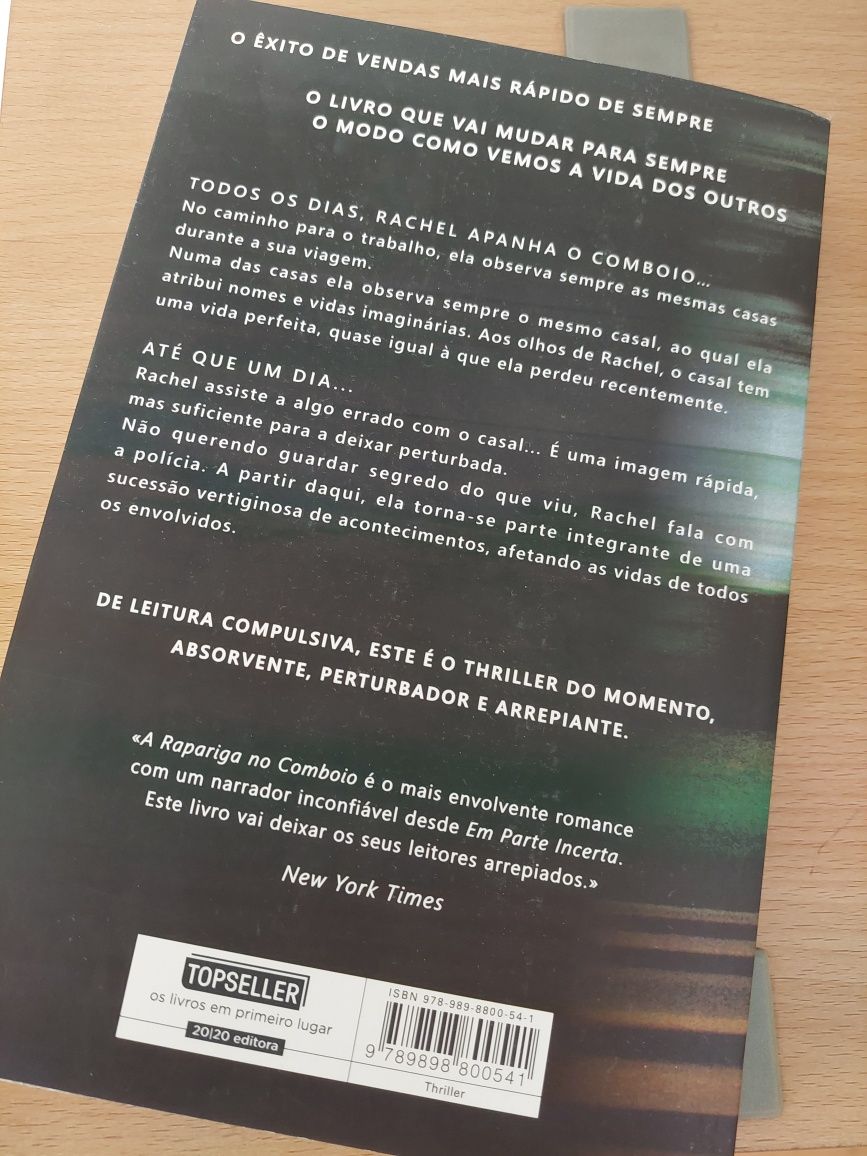 O ÊXITO DE VENDAS MAIS RÁPIDO DE SEMPRE
O LIVRO QUE VAI MUDAR PARA SEMPRE
O MODO COMO VEMOS A VIDA DOS OUTROS
TODOS OS DIAS, RACHEL APANHA O COMBOIO...
No caminho para o trabalho, ela observa sempre as mesmas casas
durante a sua viagem.
Numa das casas ela observa sempre o mesmo casal, ao qual ela
atribui nomes e vidas imaginárias. Aos olhos de Rachel, o casal tem
uma vida perfeita, quase igual à que ela perdeu recentemente.
ATÉ QUE UM DIA...
Rachel assiste a algo errado com o casal... É uma imagem rápida,
mas suficiente para a deixar perturbada.
Não querendo guardar segredo do que viu, Rachel fala com
a polícia. A partir daqui, ela torna-se parte integrante de uma
sucessão vertiginosa de acontecimentos, afetando as vidas de todos
os envolvidos.
DE LEITURA COMPULSIVA, ESTE É O THRILLER DO MOMENTO,
ABSORVENTE, PERTURBADOR E ARREPIANTE.
«A Rapariga no Comboio é o mais envolvente romance
com um narrador inconfiável desde Em Parte Incerta.
Este livro vai deixar os seus leitores arrepiados.»
New York Times
TOPSELLER
os livros em primeiro lugar
20|20 editora
ISBN 978-989-8800-54-1
9 789898 800541
Thriller